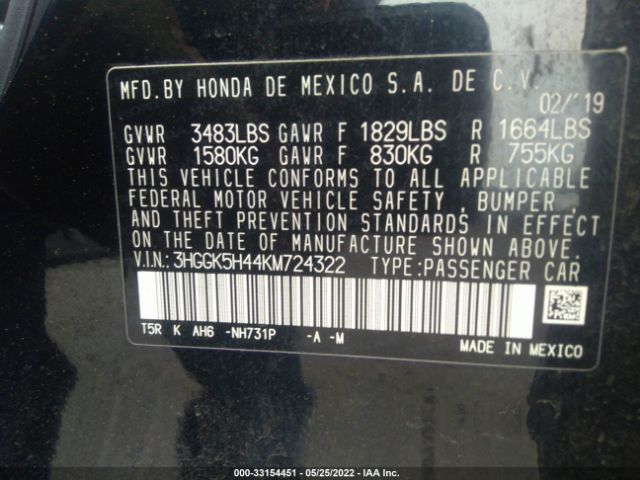 MFD. BY HONDA DE MEXICO S.A. DE C.V.
02/'19
GVWR 3483LBS GAWR F 1829LBS R 1664LBS
GVWR 1580KG GAWR F 830KG R 755KG
THIS VEHICLE CONFORMS TO ALL APPLICABLE
FEDERAL MOTOR VEHICLE SAFETY, BUMPER,
AND THEFT PREVENTION STANDARDS IN EFFECT
ON THE DATE OF MANUFACTURE SHOWN ABOVE.
V.I.N.: 3HGGK5H44KM724322 TYPE: PASSENGER CAR
T5R K AH6 -NH731P -A -M
MADE IN MEXICO
000-33154451 - 05/25/2022 - IAA Inc.